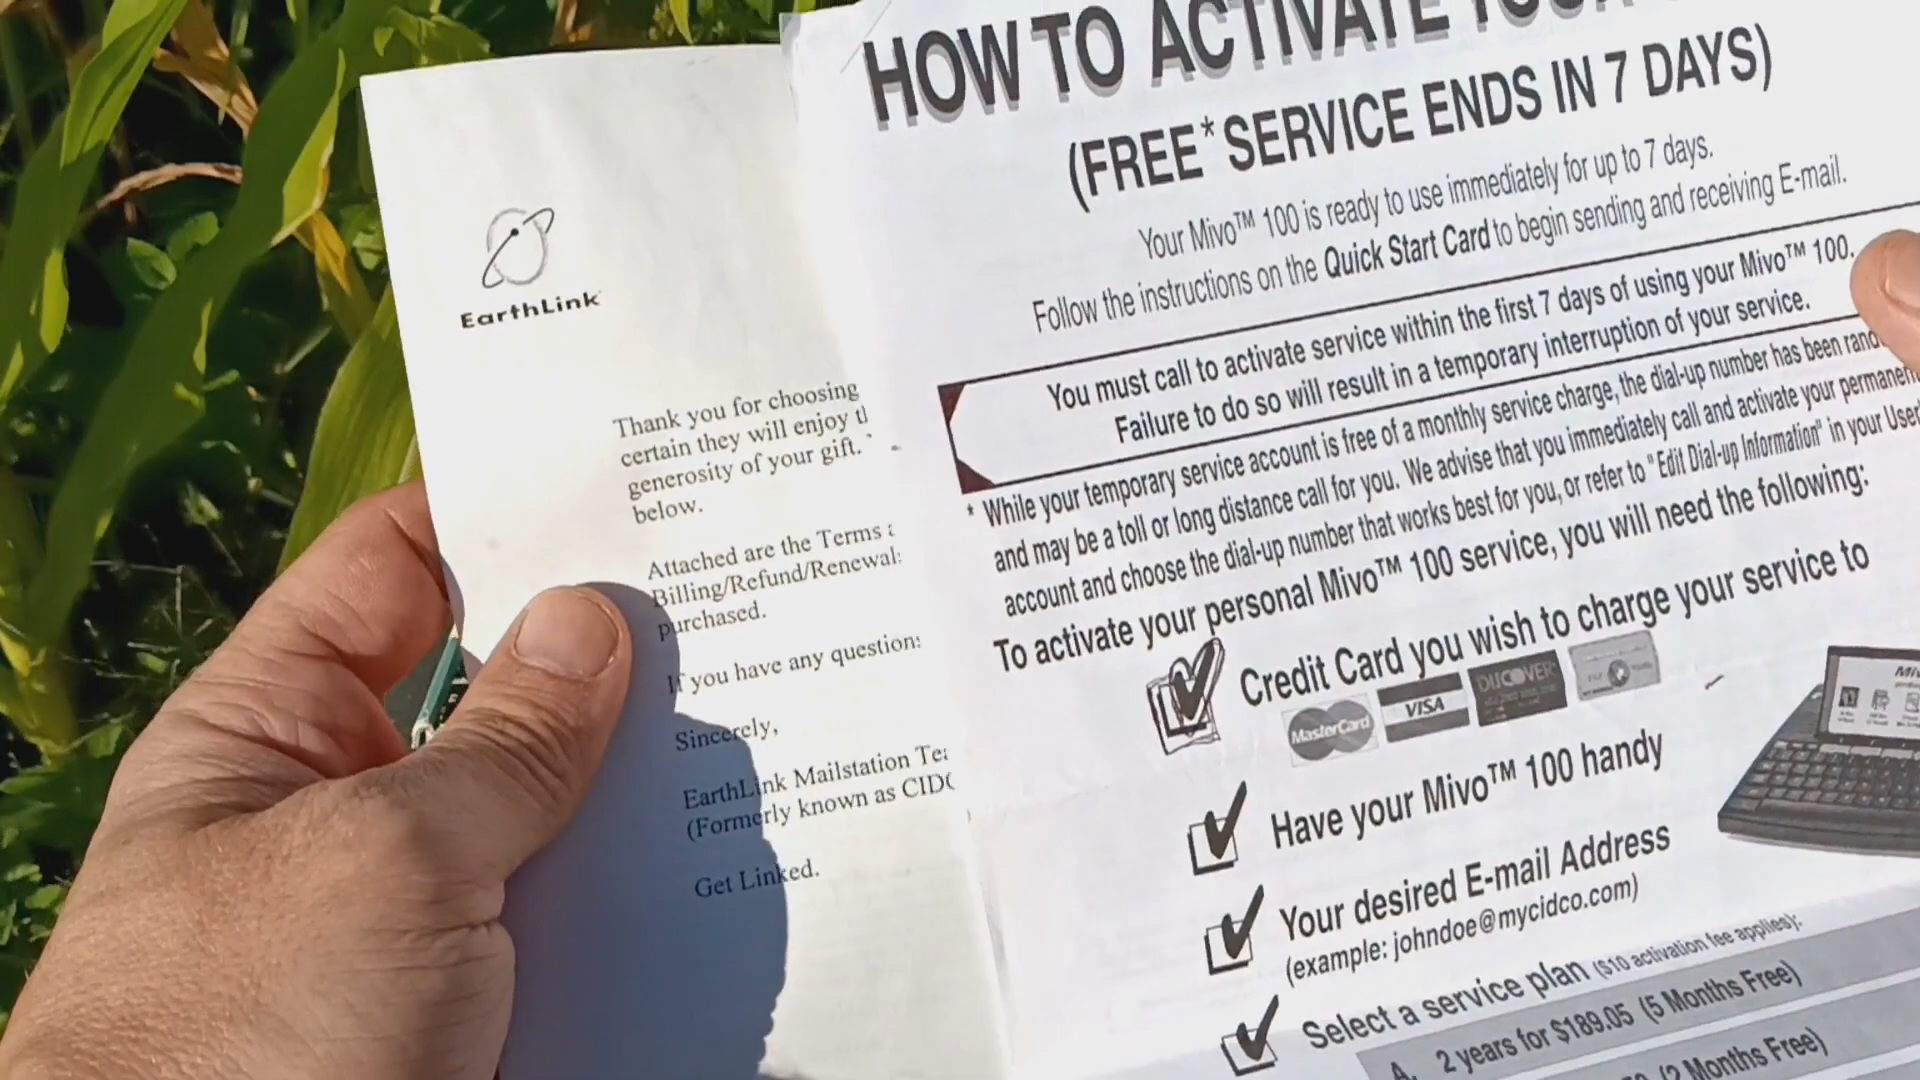 EarthLink
Thank you for choosing
certain they will enjoy
generosity of your gift.
below.
Attached are the Terms
Billing/Refund/Renewal
purchased.
If you have any question
Sincerely,
EarthLink Mailstation
(Formerly known as
Get Linked.
HOW TO ACTIVATE YOUR
(FREE* SERVICE ENDS IN 7 DAYS)
Your Mivo™ 100 is ready to use immediately for up to 7 days.
Follow the instructions on the Quick Start Card to begin sending and receiving E-mail.
You must call to activate service within the first 7 days of using your Mivo™ 100.
Failure to do so will result in a temporary interruption of your service.
* While your temporary service account is free of a monthly service charge, the dial-up number has been
and may be a toll or long distance call for you. We advise that you immediately call and activate your permanent
account and choose the dial-up number that works best for you, or refer to "Edit Dial-up Information" in your User
To activate your personal Mivo™ 100 service, you will need the following:
Credit Card you wish to charge your service to
MasterCard VISA DISCOVER
Have your Mivo™ 100 handy
Your desired E-mail Address
(example: johndoe@mycidco.com)
Select a service plan ($10 activation fee applies):
A. 2 years for $189.05 (5 Months Free)
(2 Months Free)